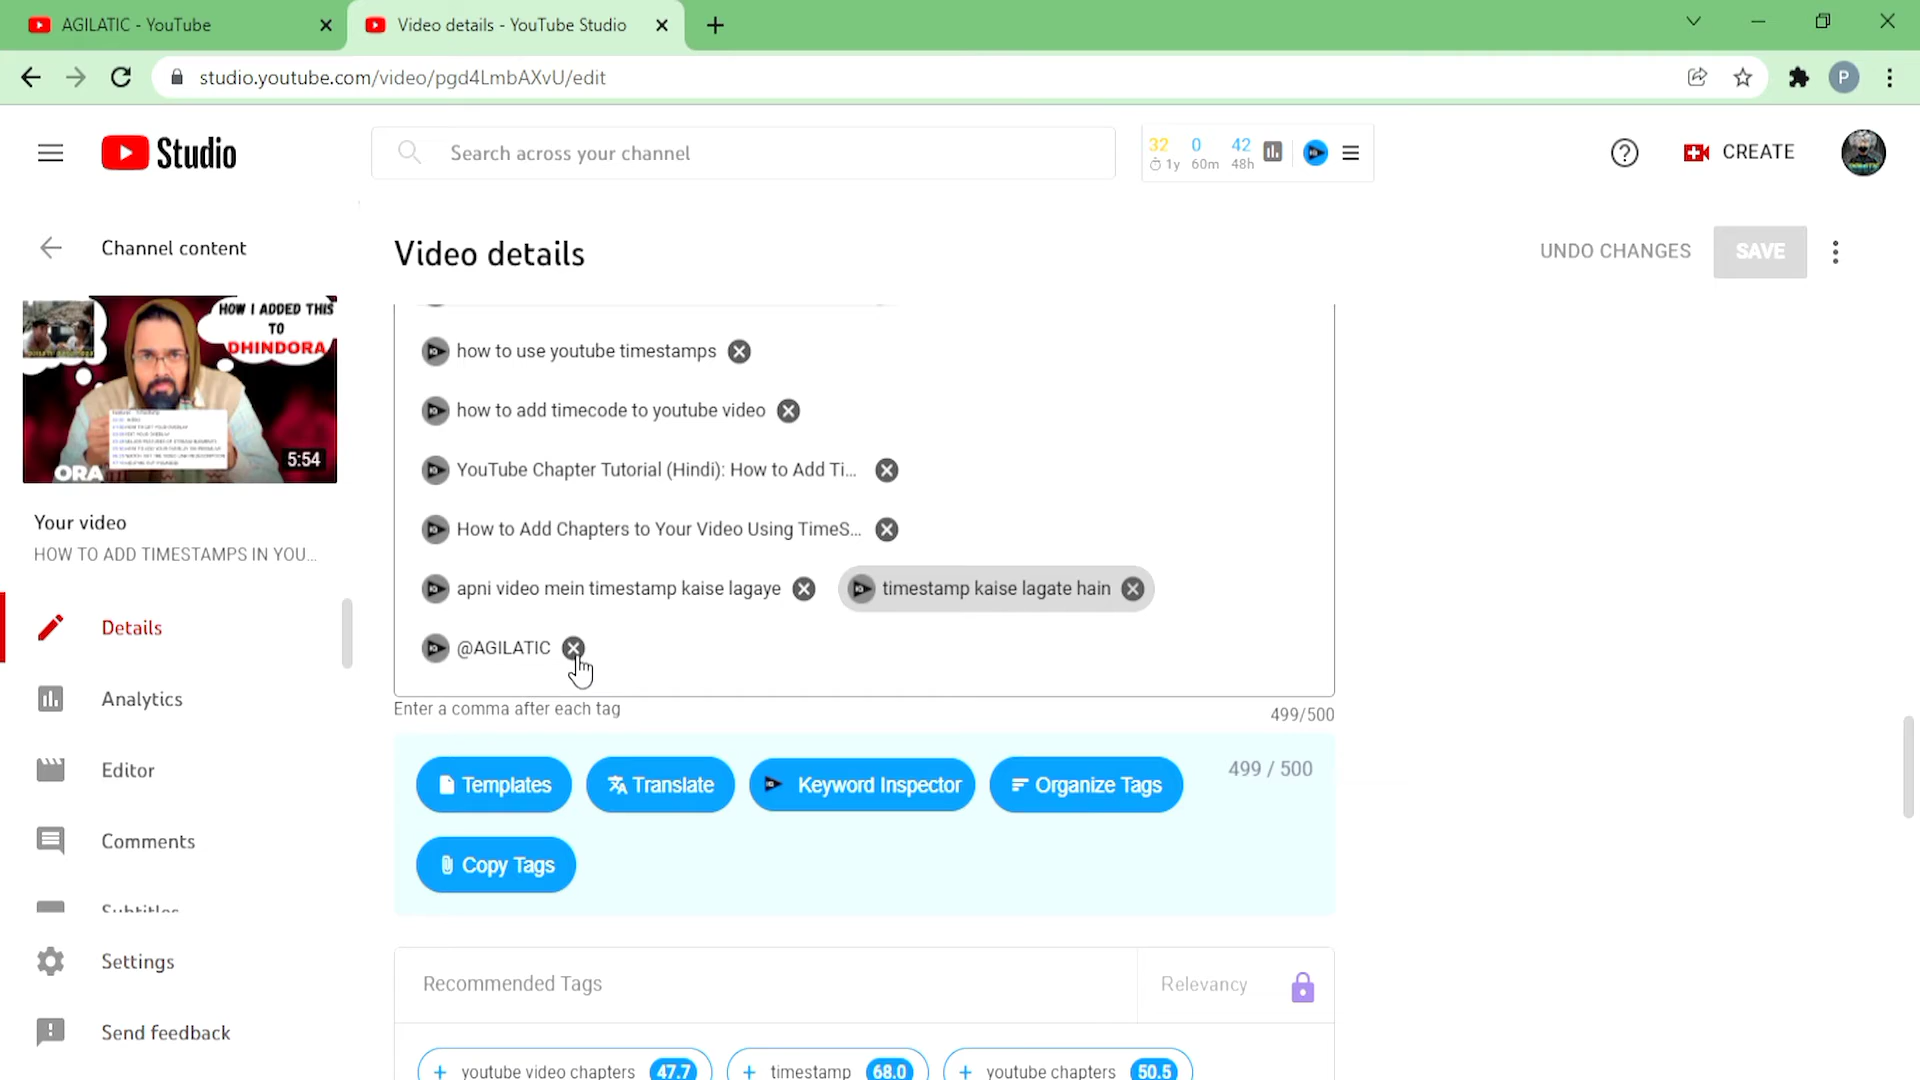 AGILATIC - YouTube
Video details - YouTube Studio
studio.youtube.com/video/pgd4LmbAXvU/edit
P
Studio
Search across your channel
32 0 42
1y 60m 48h
CREATE
Channel content
Video details
UNDO CHANGES
SAVE
HOW I ADDED THIS
TO
DHINDORA
ORA
5:54
Your video
HOW TO ADD TIMESTAMPS IN YOU...
Details
Analytics
Editor
Comments
Subtitles
Settings
Send feedback
how to use youtube timestamps
how to add timecode to youtube video
YouTube Chapter Tutorial (Hindi): How to Add Ti...
How to Add Chapters to Your Video Using TimeS...
apni video mein timestamp kaise lagaye
timestamp kaise lagate hain
@AGILATIC
Enter a comma after each tag
499/500
Templates
Translate
Keyword Inspector
Organize Tags
499 / 500
Copy Tags
Recommended Tags
Relevancy
+ youtube video chapters 47.7
+ timestamp 68.0
+ youtube chapters 50.5